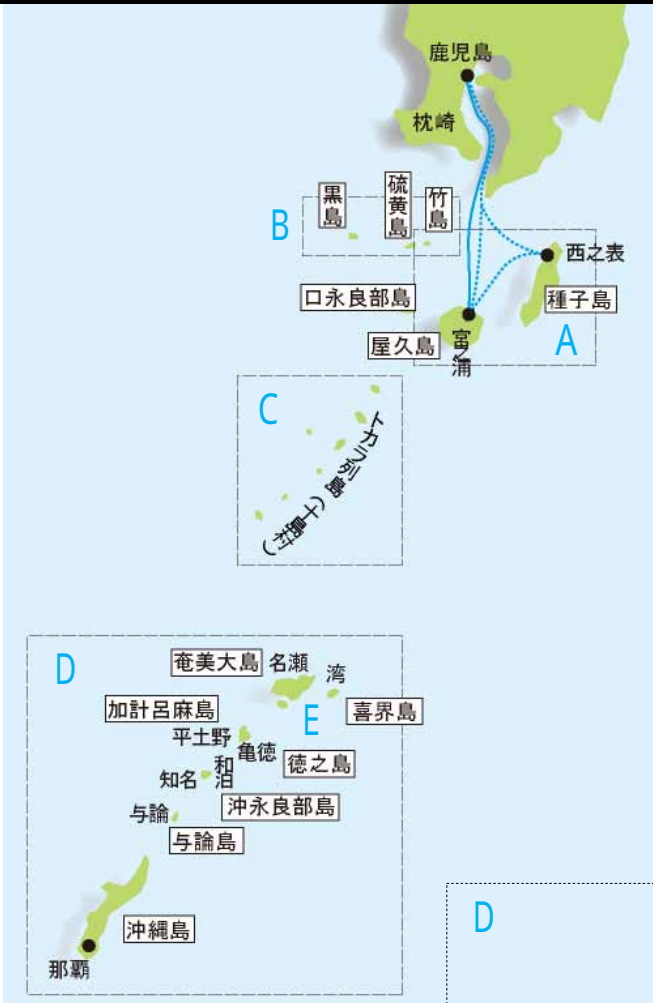 鹿児島
枕崎
黒島
硫黄島
竹島
B
西之表
口永良部島
種子島
屋久島
宮之浦
A
C
トカラ列島(十島村)
D
奄美大島
名瀬
湾
加計呂麻島
E
喜界島
平土野
亀徳
徳之島
和泊
知名
沖永良部島
与論
与論島
沖縄島
那覇
D